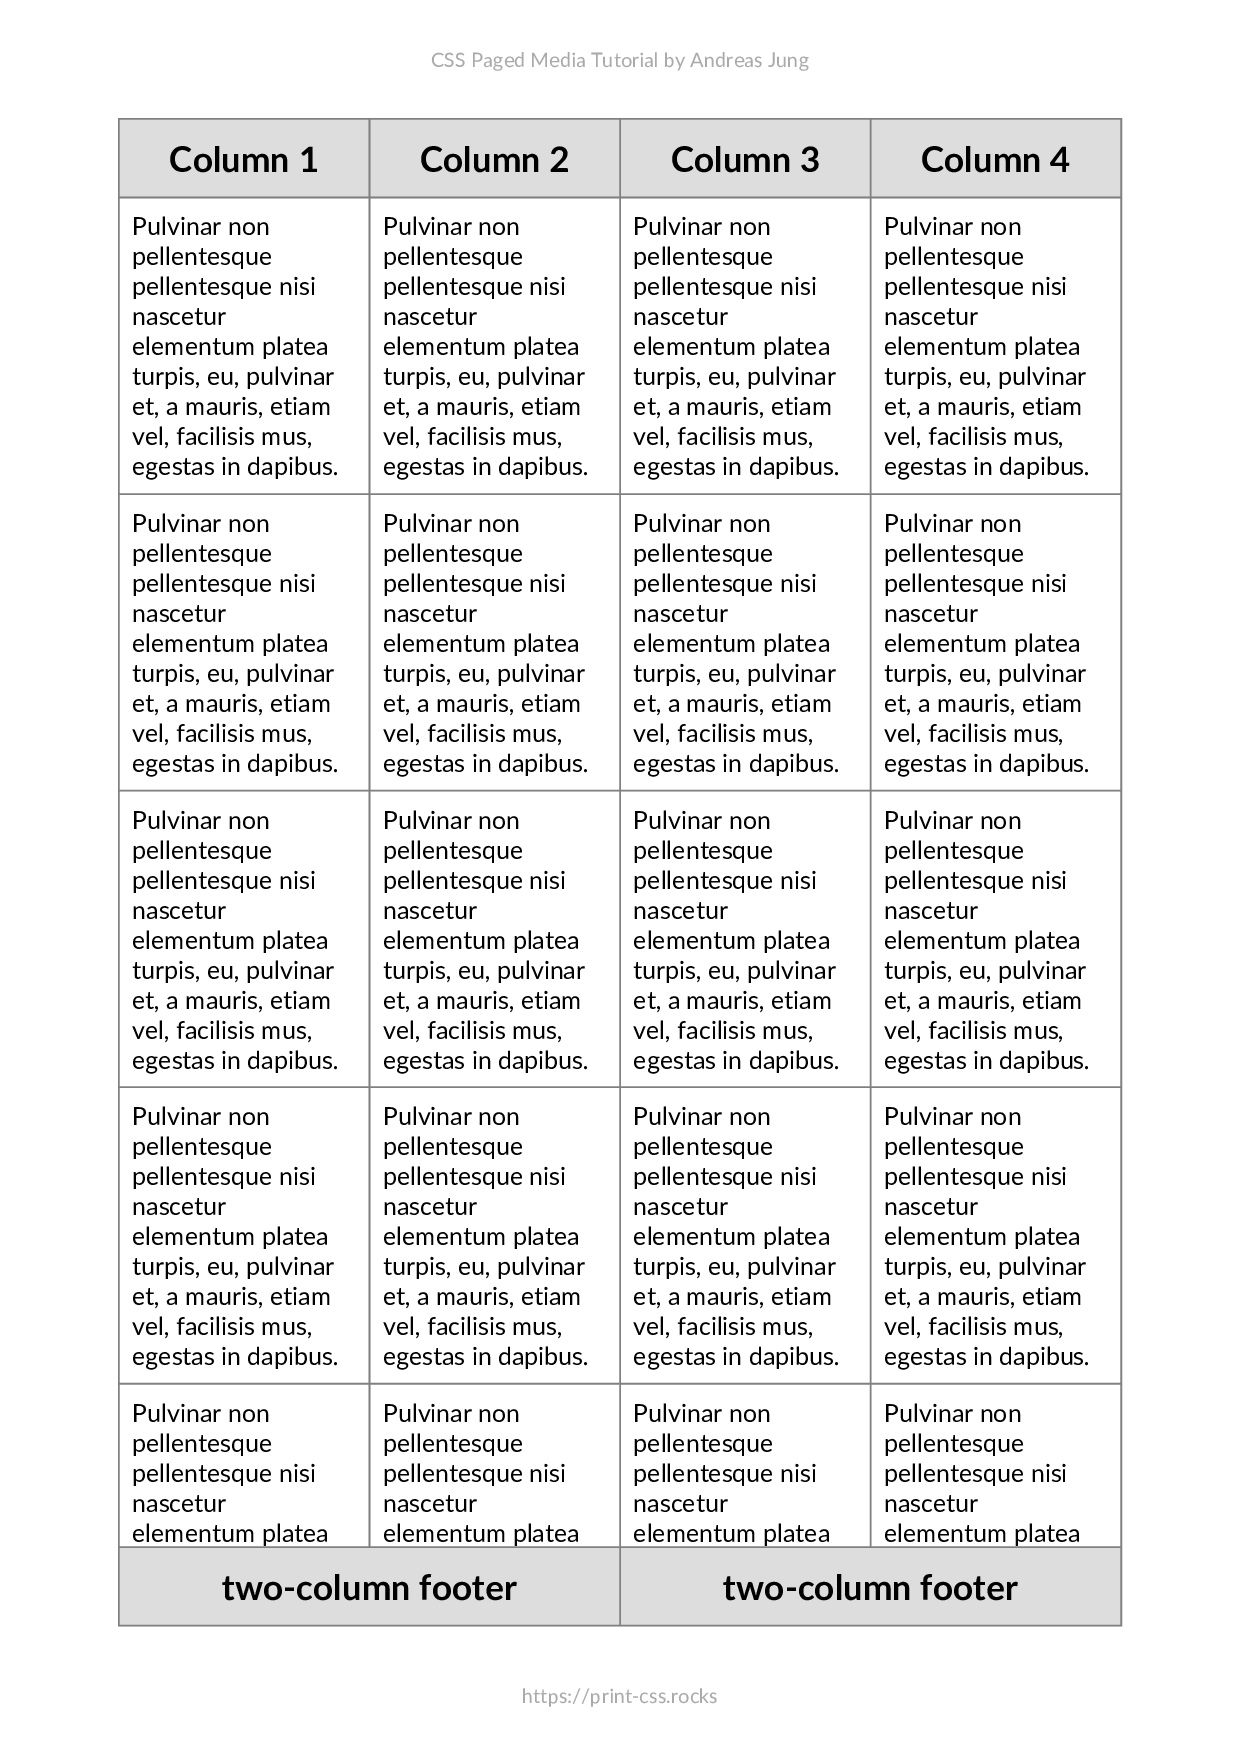 CSS Paged Media Tutorial by Andreas Jung
Column 1 Column 2 Column 3 Column 4
Pulvinar non
pellentesque
pellentesque nisi
nascetur
elementum platea
turpis, eu, pulvinar
et, a mauris, etiam
vel, facilisis mus,
egestas in dapibus.
Pulvinar non
pellentesque
pellentesque nisi
nascetur
elementum platea
turpis, eu, pulvinar
et, a mauris, etiam
vel, facilisis mus,
egestas in dapibus.
Pulvinar non
pellentesque
pellentesque nisi
nascetur
elementum platea
turpis, eu, pulvinar
et, a mauris, etiam
vel, facilisis mus,
egestas in dapibus.
Pulvinar non
pellentesque
pellentesque nisi
nascetur
elementum platea
turpis, eu, pulvinar
et, a mauris, etiam
vel, facilisis mus,
egestas in dapibus.
Pulvinar non
pellentesque
pellentesque nisi
nascetur
elementum platea
turpis, eu, pulvinar
et, a mauris, etiam
vel, facilisis mus,
egestas in dapibus.
Pulvinar non
pellentesque
pellentesque nisi
nascetur
elementum platea
turpis, eu, pulvinar
et, a mauris, etiam
vel, facilisis mus,
egestas in dapibus.
Pulvinar non
pellentesque
pellentesque nisi
nascetur
elementum platea
turpis, eu, pulvinar
et, a mauris, etiam
vel, facilisis mus,
egestas in dapibus.
Pulvinar non
pellentesque
pellentesque nisi
nascetur
elementum platea
turpis, eu, pulvinar
et, a mauris, etiam
vel, facilisis mus,
egestas in dapibus.
Pulvinar non
pellentesque
pellentesque nisi
nascetur
elementum platea
turpis, eu, pulvinar
et, a mauris, etiam
vel, facilisis mus,
egestas in dapibus.
Pulvinar non
pellentesque
pellentesque nisi
nascetur
elementum platea
turpis, eu, pulvinar
et, a mauris, etiam
vel, facilisis mus,
egestas in dapibus.
Pulvinar non
pellentesque
pellentesque nisi
nascetur
elementum platea
turpis, eu, pulvinar
et, a mauris, etiam
vel, facilisis mus,
egestas in dapibus.
Pulvinar non
pellentesque
pellentesque nisi
nascetur
elementum platea
turpis, eu, pulvinar
et, a mauris, etiam
vel, facilisis mus,
egestas in dapibus.
Pulvinar non
pellentesque
pellentesque nisi
nascetur
elementum platea
turpis, eu, pulvinar
et, a mauris, etiam
vel, facilisis mus,
egestas in dapibus.
Pulvinar non
pellentesque
pellentesque nisi
nascetur
elementum platea
turpis, eu, pulvinar
et, a mauris, etiam
vel, facilisis mus,
egestas in dapibus.
Pulvinar non
pellentesque
pellentesque nisi
nascetur
elementum platea
turpis, eu, pulvinar
et, a mauris, etiam
vel, facilisis mus,
egestas in dapibus.
Pulvinar non
pellentesque
pellentesque nisi
nascetur
elementum platea
turpis, eu, pulvinar
et, a mauris, etiam
vel, facilisis mus,
egestas in dapibus.
Pulvinar non
pellentesque
pellentesque nisi
nascetur
elementum platea
Pulvinar non
pellentesque
pellentesque nisi
nascetur
elementum platea
Pulvinar non
pellentesque
pellentesque nisi
nascetur
elementum platea
Pulvinar non
pellentesque
pellentesque nisi
nascetur
elementum platea
two-column footer two-column footer
https://print-css.rocks